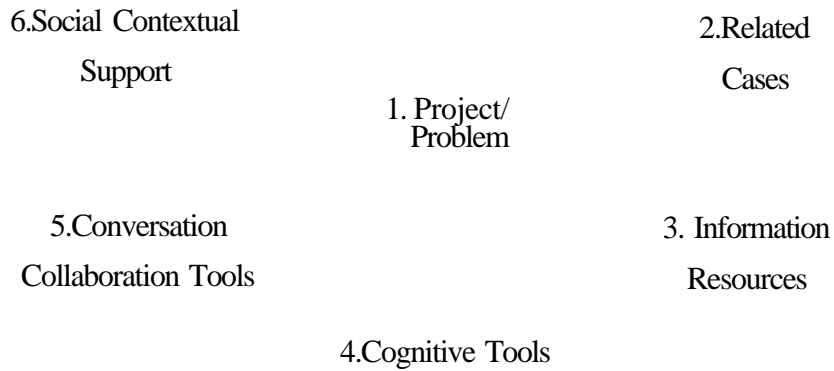 6.Social Contextual
Support
2.Related
Cases
1. Project/
Problem
5.Conversation
Collaboration Tools
3. Information
Resources
4.Cognitive Tools